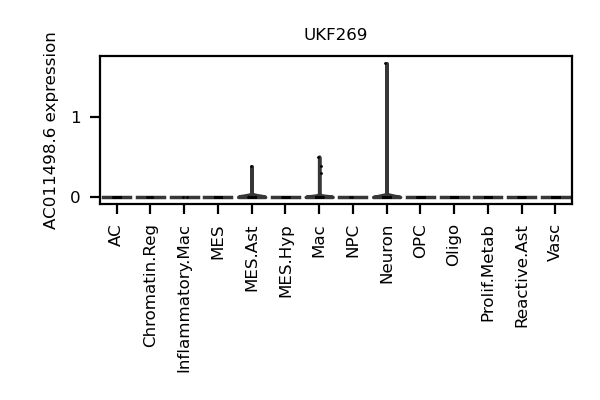 UKF269
AC011498.6 expression
1
0
AC
Chromatin.Reg
Inflammatory.Mac
MES
MES.Ast
MES.Hyp
Mac
NPC
Neuron
OPC
Oligo
Prolif.Metab
Reactive.Ast
Vasc